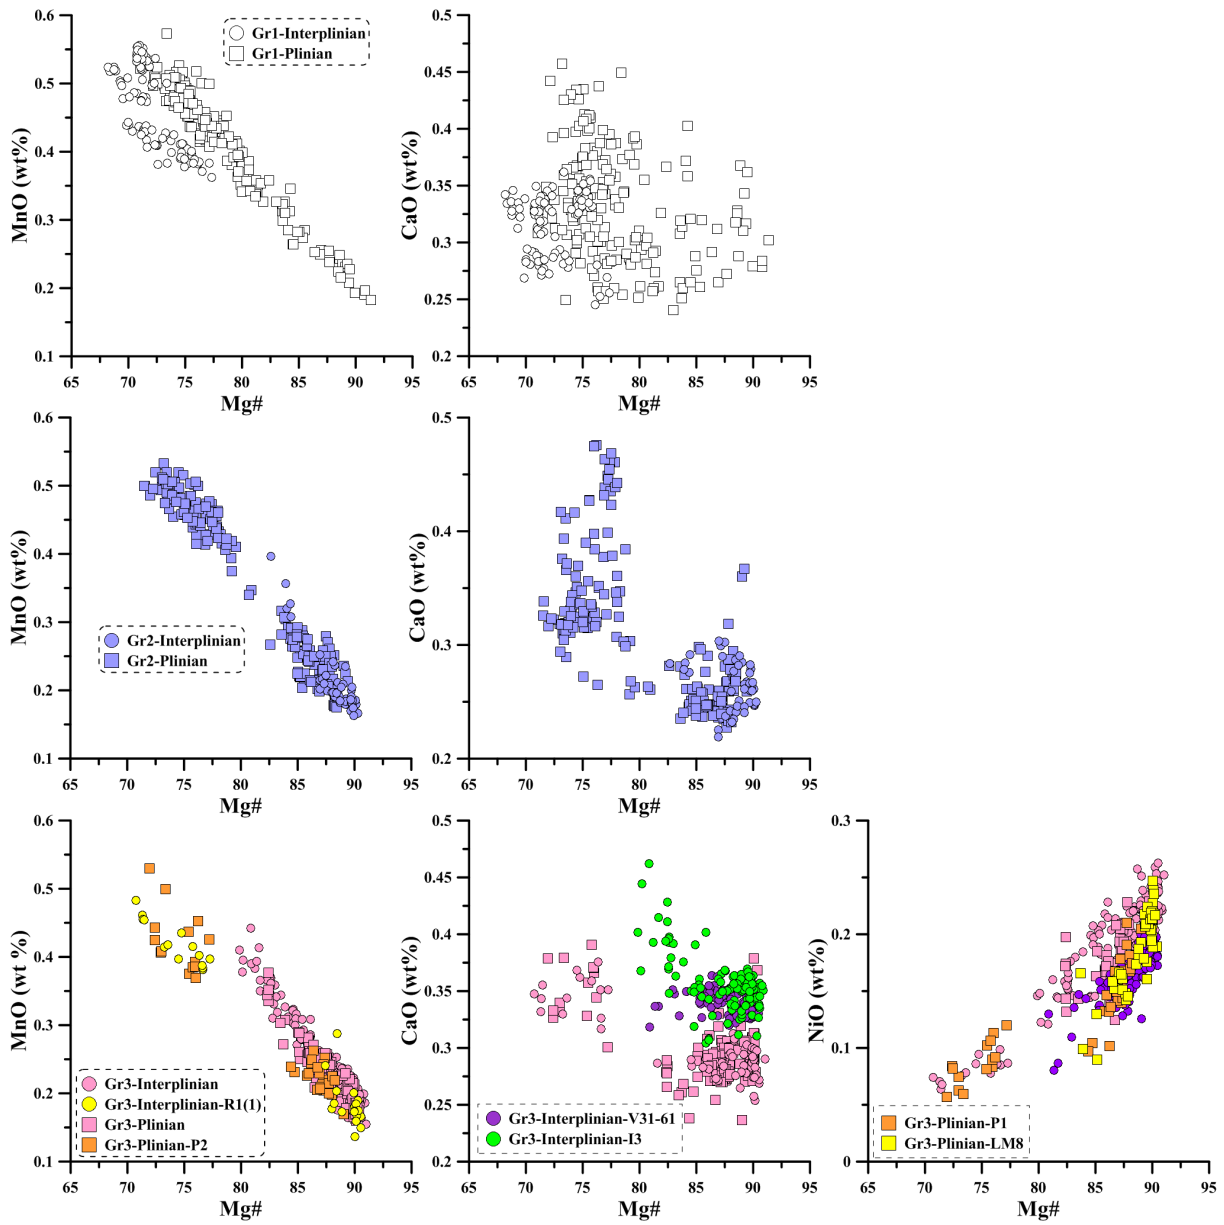 0.6
0.5
0.4
0.3
0.2
0.1
MnO (wt%)
65 70 75 80 85 90 95
Mg#
Gr1-Interplinian
Gr1-Plinian
0.5
0.45
0.4
0.35
0.3
0.25
0.2
CaO (wt%)
65 70 75 80 85 90 95
Mg#
0.6
0.5
0.4
0.3
0.2
0.1
MnO (wt%)
65 70 75 80 85 90 95
Mg#
Gr2-Interplinian
Gr2-Plinian
0.5
0.4
0.3
0.2
CaO (wt%)
65 70 75 80 85 90 95
Mg#
0.6
0.5
0.4
0.3
0.2
0.1
MnO (wt %)
65 70 75 80 85 90 95
Mg#
Gr3-Interplinian
Gr3-Interplinian-R1(1)
Gr3-Plinian
Gr3-Plinian-P2
0.5
0.45
0.4
0.35
0.3
0.25
0.2
CaO (wt%)
65 70 75 80 85 90 95
Mg#
Gr3-Interplinian-V31-61
Gr3-Interplinian-I3
0.3
0.2
0.1
0
NiO (wt%)
65 70 75 80 85 90 95
Mg#
Gr3-Plinian-P1
Gr3-Plinian-LM8